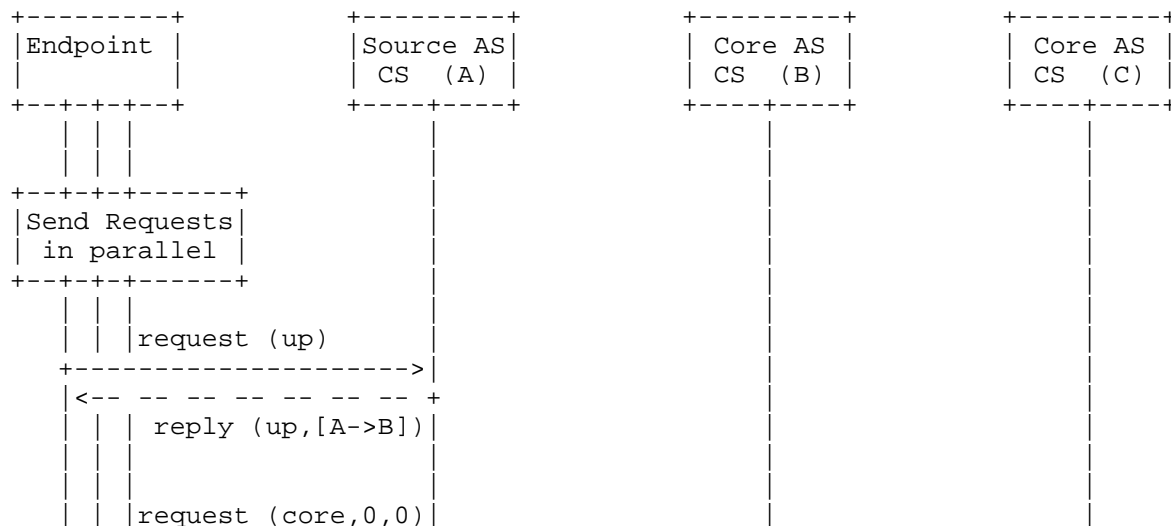 +---------+             +---------+             +---------+           +---------+
|Endpoint |             |Source AS|             | Core AS |           | Core AS |
|         |             | CS  (A) |             | CS  (B) |           | CS  (C) |
+--+-+-+--+             +----+----+             +----+----+           +----+----+
   | | |                     |                       |                     |
   | | |                     |                       |                     |
+--+-+-+------+              |                       |                     |
|Send Requests|              |                       |                     |
| in parallel |              |                       |                     |
+--+-+-+------+              |                       |                     |
   | | |                     |                       |                     |
   | | |request (up)         |                       |                     |
   +--------------------->|                       |                     |
   |<-- -- -- -- -- -- -- +                       |                     |
   | | | reply (up,[A->B])|                       |                     |
   | | |                     |                       |                     |
   | | |                     |                       |                     |
   | | |request (core,0,0)|                       |                     |